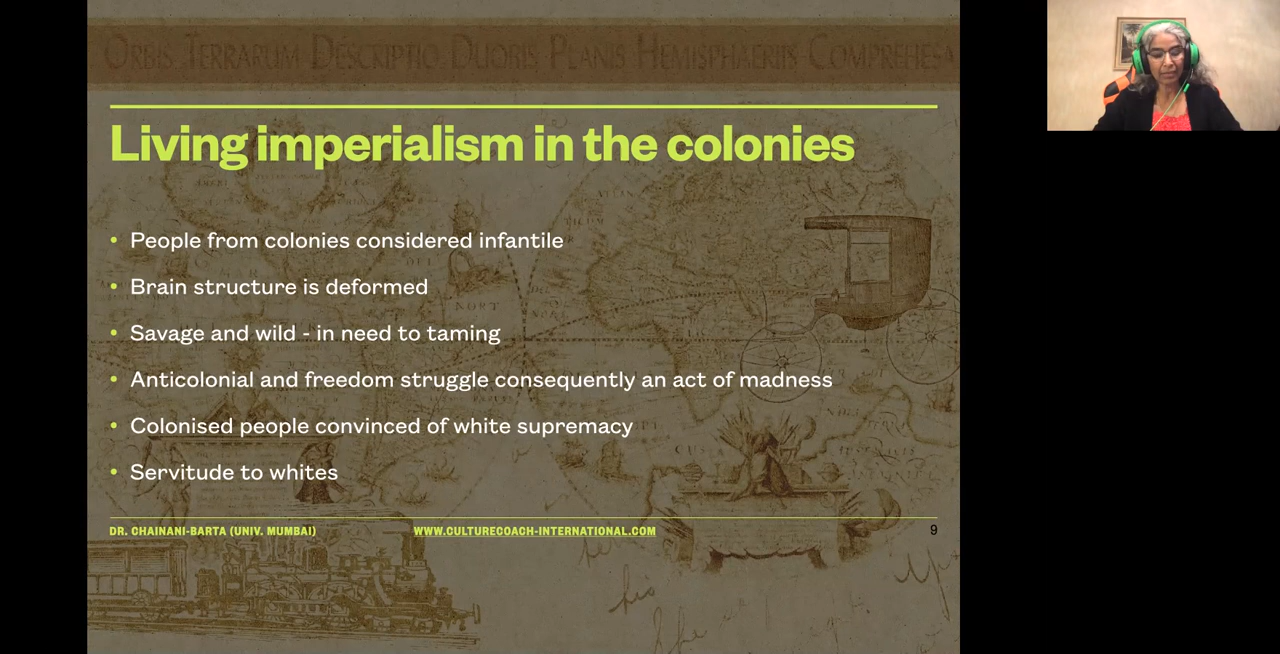 ORBIS TERRARUM DESCRIPTIO DUOBIS PLANIS HEMISPHAERIIS COMPREHESA
Living imperialism in the colonies
• People from colonies considered infantile
• Brain structure is deformed
• Savage and wild - in need to taming
• Anticolonial and freedom struggle consequently an act of madness
• Colonised people convinced of white supremacy
• Servitude to whites
DR. CHAINANI-BARTA (UNIV. MUMBAI) WWW.CULTURECOACH-INTERNATIONAL.COM 9